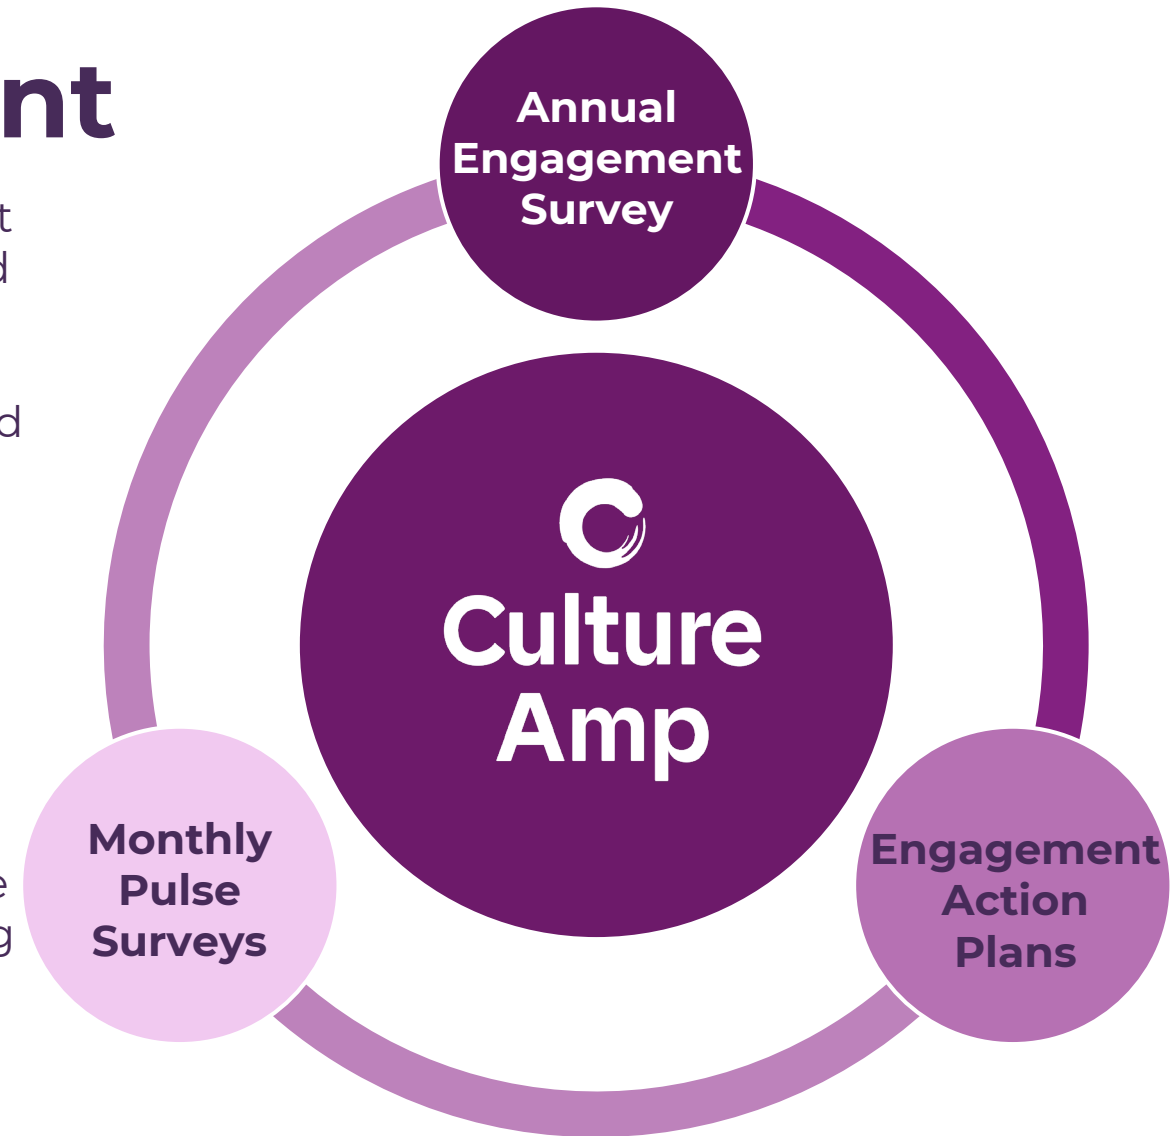 nt
t
d
d
e
g
Annual
Engagement
Survey
Culture
Amp
Monthly
Pulse
Surveys
Engagement
Action
Plans